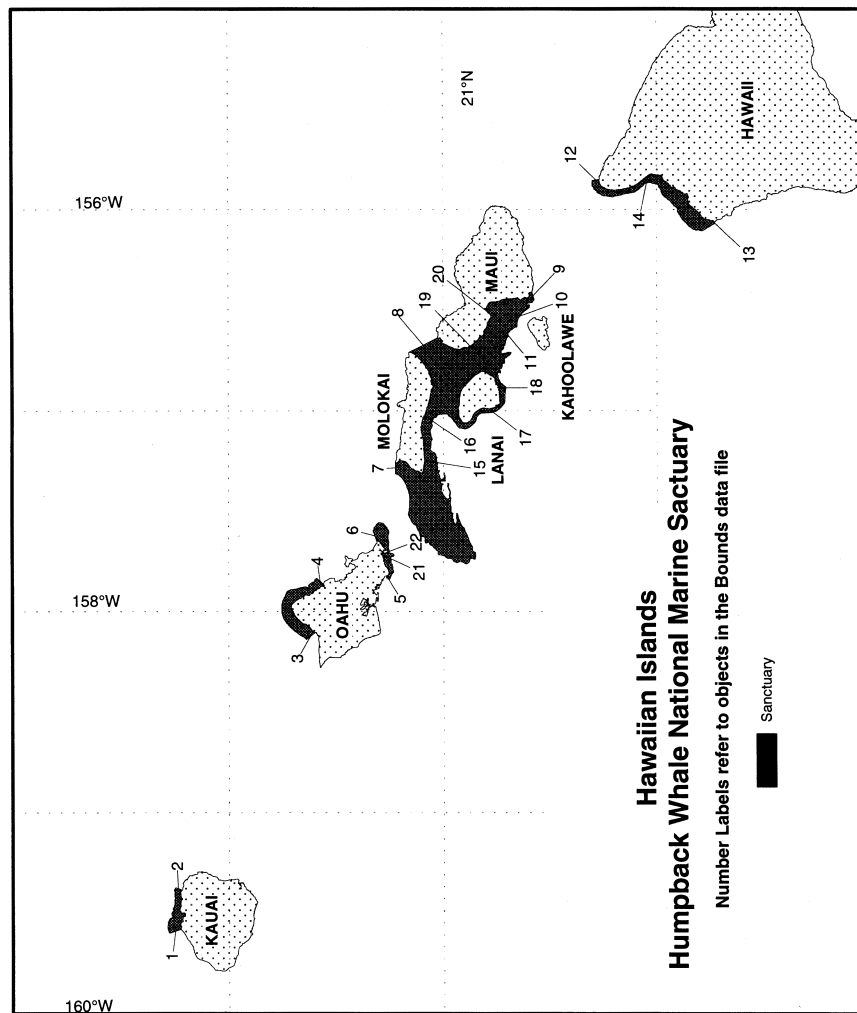 160°W
158°W
156°W
21°N
1
2
KAUAI
3
4
OAHU
5
6
21
22
7
MOLOKAI
8
15
16
LANAI
17
18
19
20
MAUI
9
10
11
KAHOOLAWE
12
14
13
HAWAII
Hawaiian Islands
Humpback Whale National Marine Sactuary
Number Labels refer to objects in the Bounds data file
Sanctuary